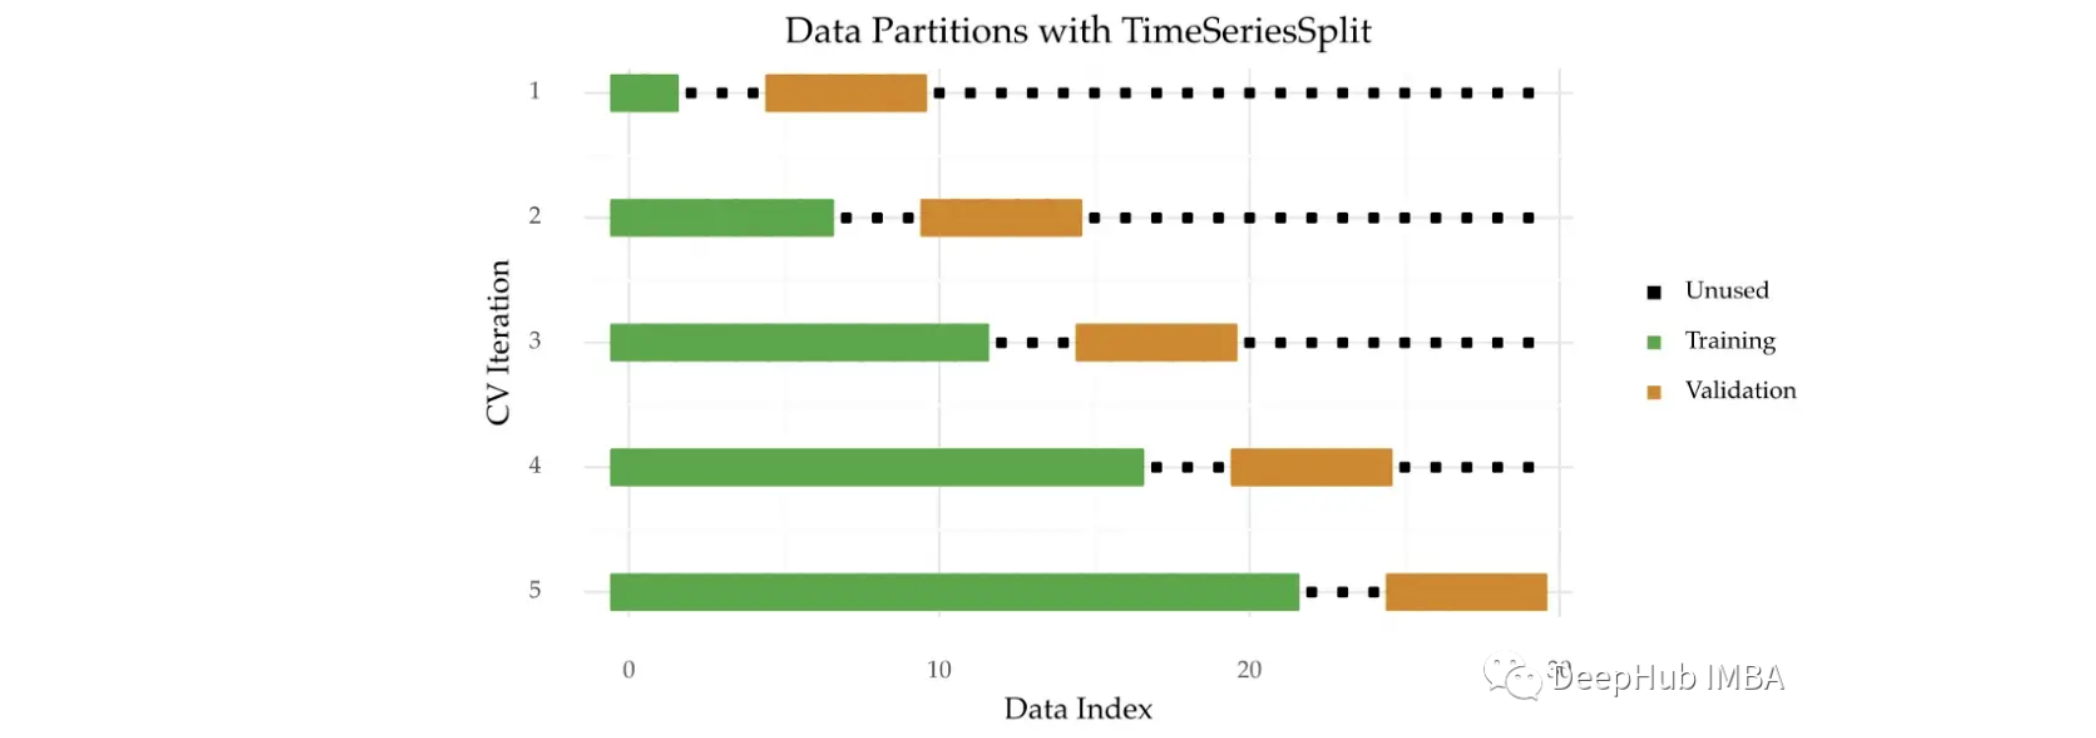 Data Partitions with TimeSeriesSplit
1
2
3
4
5
CV Iteration
0
10
20
30
Data Index
Unused
Training
Validation
DeepHub IMBA